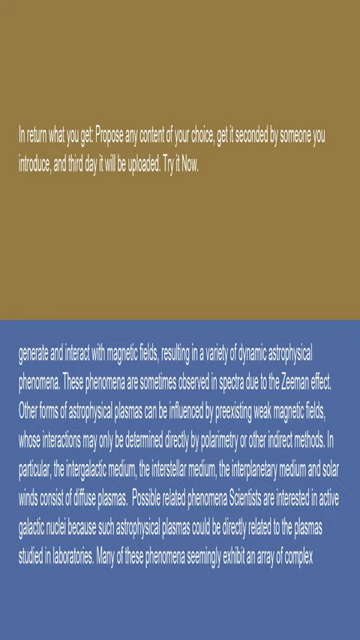 In return what you get: Propose any content of your choice, get it seconded by someone you
introduce, and third day it will be uploaded. Try it Now.
generate and interact with magnetic fields, resulting in a variety of dynamic astrophysical
phenomena. These phenomena are sometimes observed in spectra due to the Zeeman effect.
Other forms of astrophysical plasmas can be influenced by preexisting weak magnetic fields,
whose interactions may only be determined directly by polarimetry or other indirect methods. In
particular, the intergalactic medium, the interstellar medium, the interplanetary medium and solar
winds consist of diffuse plasmas.  Possible related phenomena Scientists are interested in active
galactic nuclei because such astrophysical plasmas could be directly related to the plasmas
studied in laboratories. Many of these phenomena seemingly exhibit an array of complex